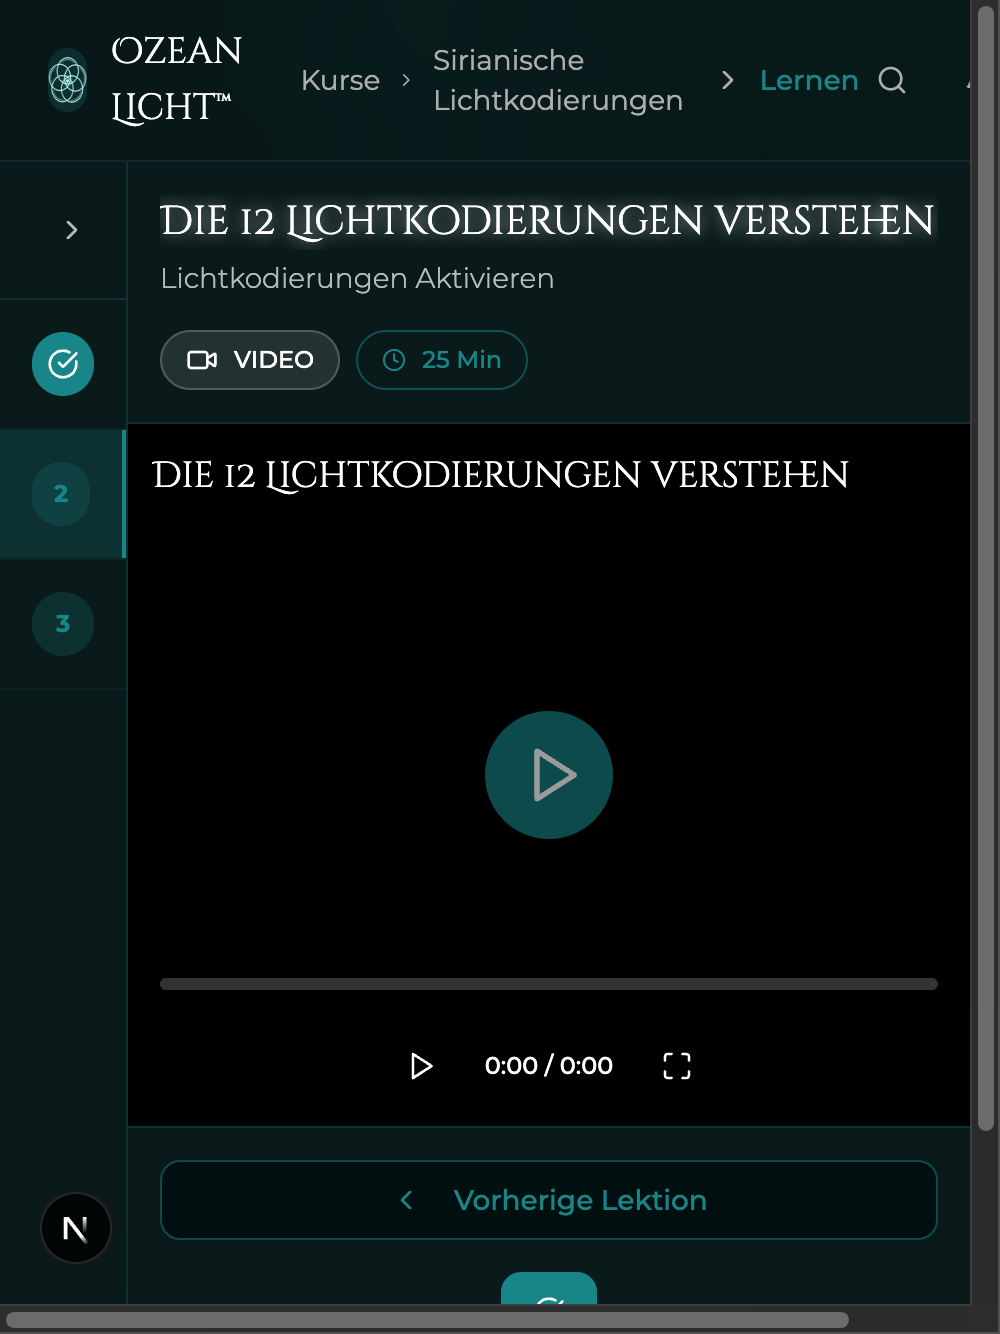 OZEAN
LICHT™
Kurse
Sirianische
Lichtkodierungen
Lernen
DIE 12 LICHTKODIERUNGEN VERSTEHEN
Lichtkodierungen Aktivieren
VIDEO
25 Min
DIE 12 LICHTKODIERUNGEN VERSTEHEN
2
3
0:00 / 0:00
Vorherige Lektion
N